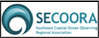 SECOORA
Southeast Coastal Ocean Observing
Regional Association